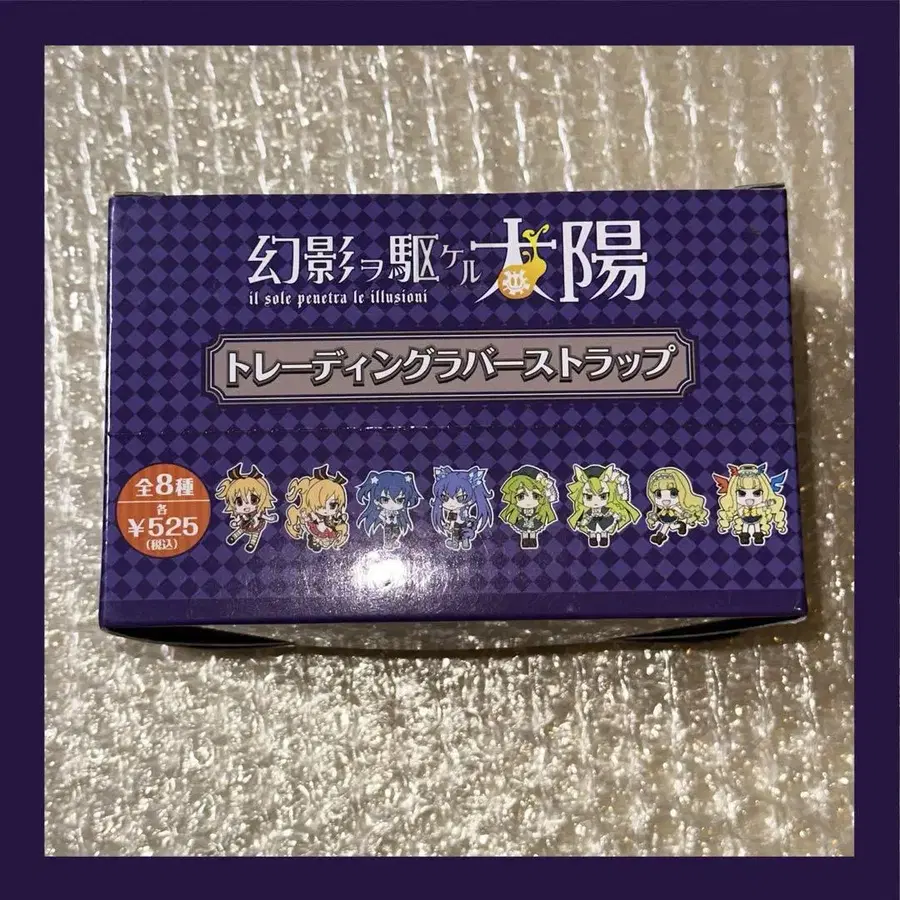 幻影ヲ駆ケル太陽
il sole penetra le illusioni
トレーディングラバーストラップ
全8種
各
¥525
(税込)